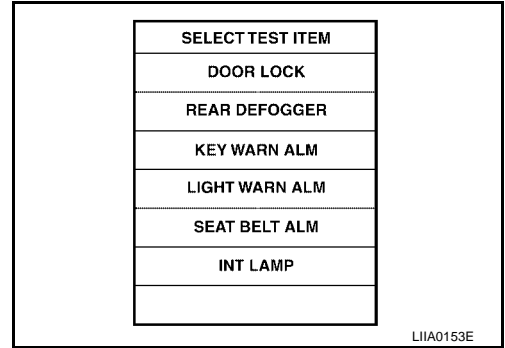 SELECT TEST ITEM
DOOR LOCK
REAR DEFOGGER
KEY WARN ALM
LIGHT WARN ALM
SEAT BELT ALM
INT LAMP
LIIA0153E